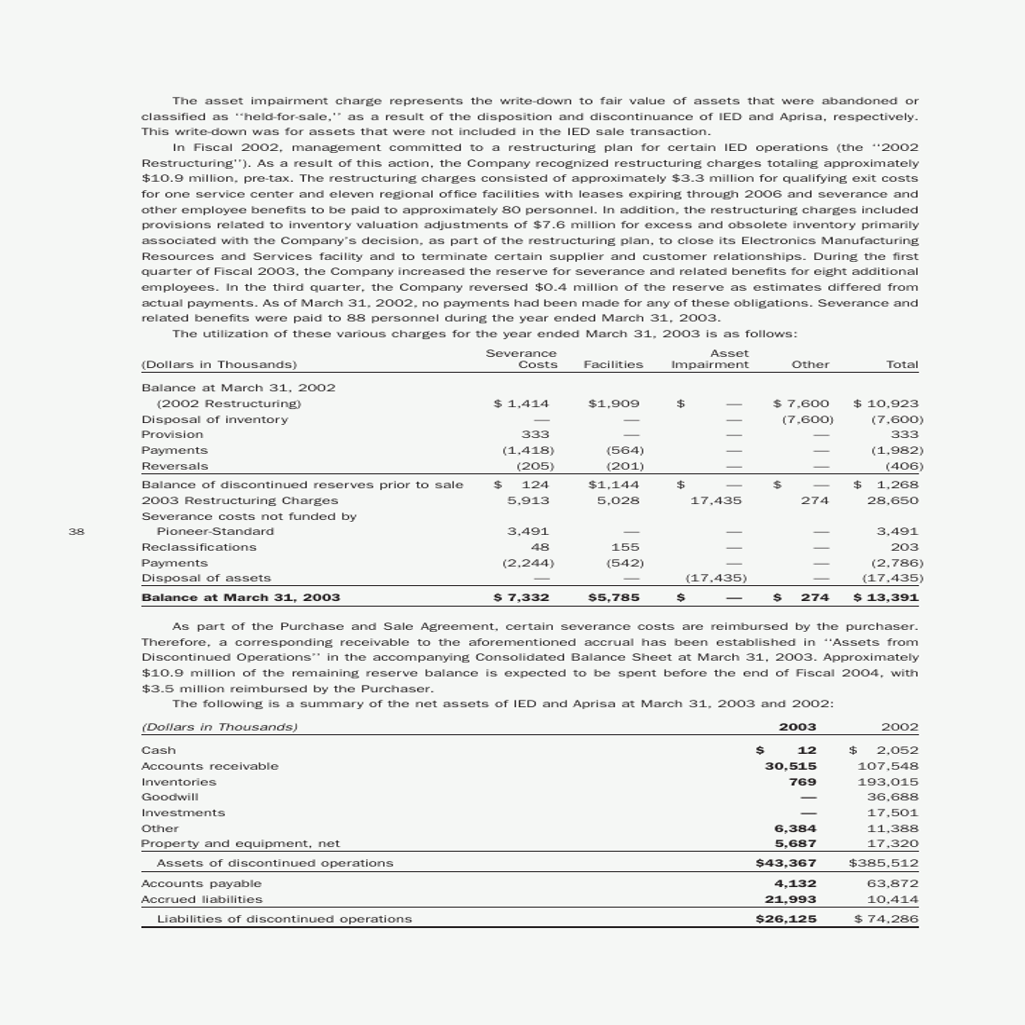 The asset impairment charge represents the write-down to fair value of assets that were abandoned or
classified as ‘‘held-for-sale,’’ as a result of the disposition and discontinuance of IED and Aprisa, respectively.
This write-down was for assets that were not included in the IED sale transaction.
In Fiscal 2002, management committed to a restructuring plan for certain IED operations (the ‘‘2002
Restructuring’’). As a result of this action, the Company recognized restructuring charges totaling approximately
$10.9 million, pre-tax. The restructuring charges consisted of approximately $3.3 million for qualifying exit costs
for one service center and eleven regional office facilities with leases expiring through 2006 and severance and
other employee benefits to be paid to approximately 80 personnel. In addition, the restructuring charges included
provisions related to inventory valuation adjustments of $7.6 million for excess and obsolete inventory primarily
associated with the Company’s decision, as part of the restructuring plan, to close its Electronics Manufacturing
Resources and Services facility and to terminate certain supplier and customer relationships. During the first
quarter of Fiscal 2003, the Company increased the reserve for severance and related benefits for eight additional
employees. In the third quarter, the Company reversed $0.4 million of the reserve as estimates differed from
actual payments. As of March 31, 2002, no payments had been made for any of these obligations. Severance and
related benefits were paid to 88 personnel during the year ended March 31, 2003.
The utilization of these various charges for the year ended March 31, 2003 is as follows:
Severance Asset
(Dollars in Thousands) Costs Facilities Impairment Other Total
Balance at March 31, 2002
(2002 Restructuring) $ 1,414 $1,909 $ — $ 7,600 $ 10,923
Disposal of inventory — — — (7,600) (7,600)
Provision 333 — — — 333
Payments (1,418) (564) — — (1,982)
Reversals (205) (201) — — (406)
Balance of discontinued reserves prior to sale $ 124 $1,144 $ — $ — $ 1,268
2003 Restructuring Charges 5,913 5,028 17,435 274 28,650
Severance costs not funded by
38 Pioneer-Standard 3,491 — — — 3,491
Reclassifications 48 155 — — 203
Payments (2,244) (542) — — (2,786)
Disposal of assets — — (17,435) — (17,435)
Balance at March 31, 2003 $ 7,332 $5,785 $ — $ 274 $ 13,391
As part of the Purchase and Sale Agreement, certain severance costs are reimbursed by the purchaser.
Therefore, a corresponding receivable to the aforementioned accrual has been established in ‘‘Assets from
Discontinued Operations’’ in the accompanying Consolidated Balance Sheet at March 31, 2003. Approximately
$10.9 million of the remaining reserve balance is expected to be spent before the end of Fiscal 2004, with
$3.5 million reimbursed by the Purchaser.
The following is a summary of the net assets of IED and Aprisa at March 31, 2003 and 2002:
(Dollars in Thousands) 2003 2002
Cash $ 12 $ 2,052
Accounts receivable 30,515 107,548
Inventories 769 193,015
Goodwill — 36,688
Investments — 17,501
Other 6,384 11,388
Property and equipment, net 5,687 17,320
Assets of discontinued operations $43,367 $385,512
Accounts payable 4,132 63,872
Accrued liabilities 21,993 10,414
Liabilities of discontinued operations $26,125 $ 74,286